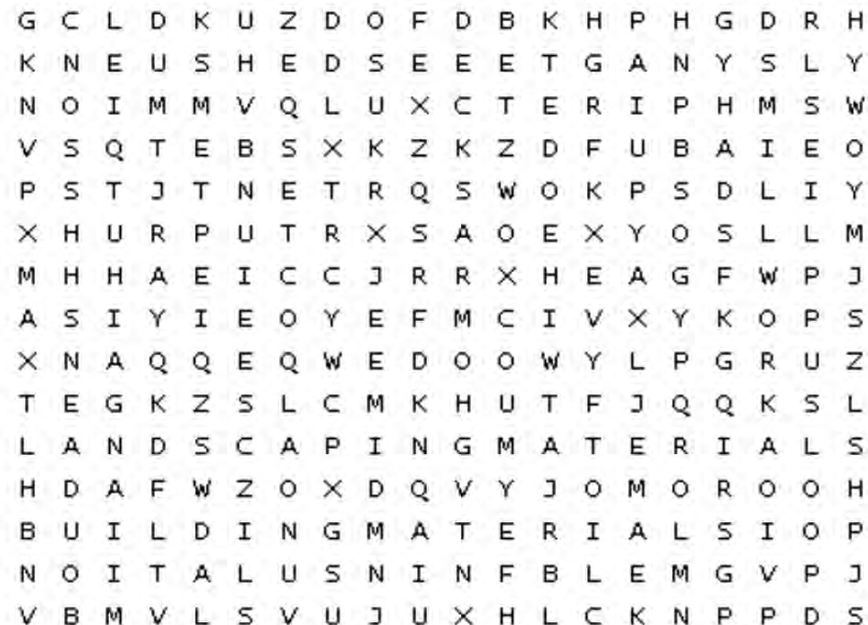 G C L D K U Z D O F D B K H P H G D R H
K N E U S H E D S E E E T G A N Y S L Y
N O I M M V Q L U X C T E R I P H M S W
V S Q T E B S X K Z K Z D F U B A I E O
P S T J T N E T R Q S W O K P S D L I Y
X H U R P U T R X S A O E X Y O S L L M
M H H A E I C C J R R X H E A G F W P J
A S I Y I E O Y E F M C I V X Y K O P S
X N A Q Q E Q W E D O O W Y L P G R U Z
T E G K Z S L C M K H U T F J Q Q K S L
L A N D S C A P I N G M A T E R I A L S
H D A F W Z O X D Q V Y J O M O R O O H
B U I L D I N G M A T E R I A L S I O P
N O I T A L U S N I N F B L E M G V P J
V B M V L S V U J U X H L C K N P P D S